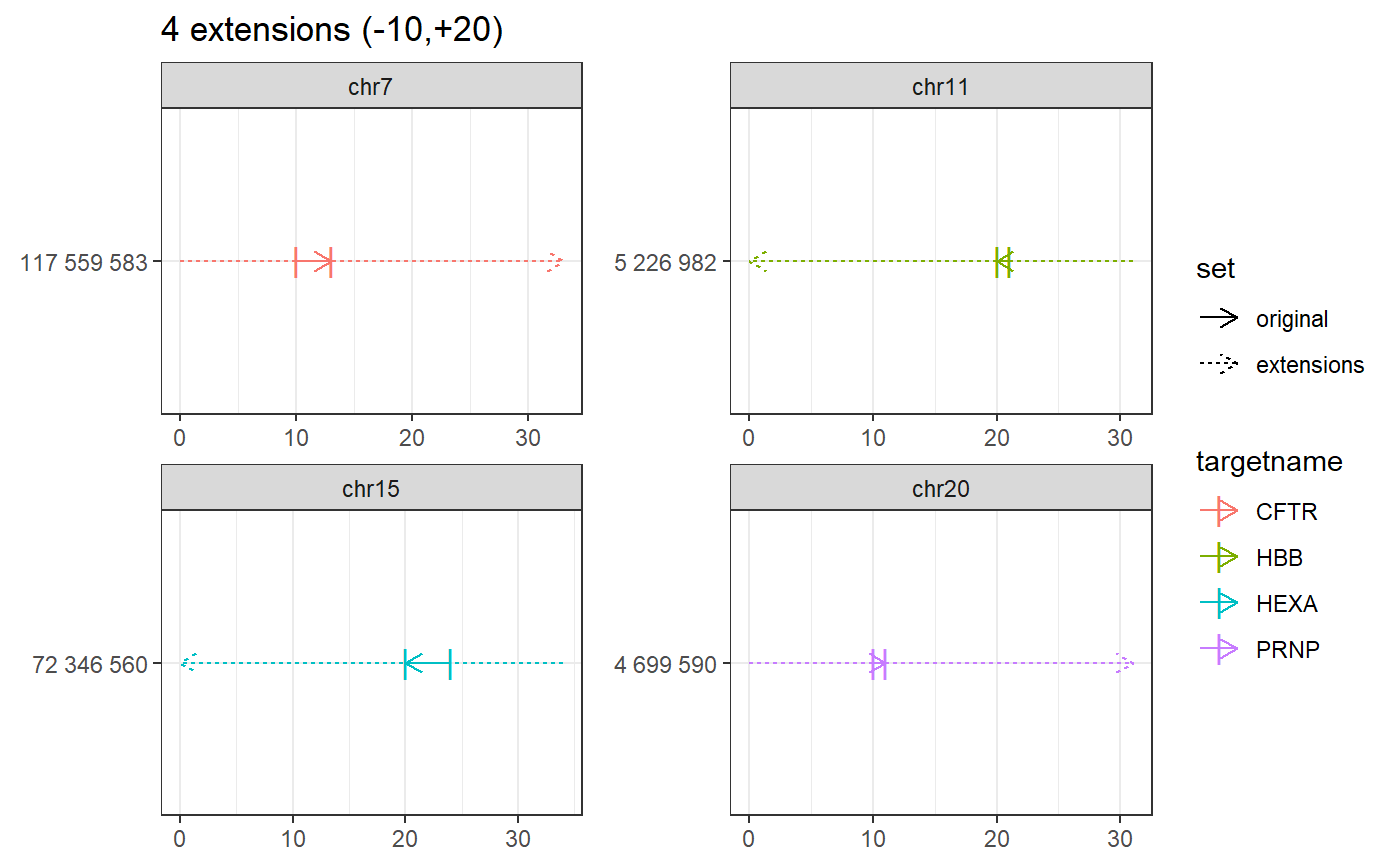 4 extensions (-10,+20)
chr7
117 559 583
0 10 20 30
chr11
5 226 982
0 10 20 30
chr15
72 346 560
0 10 20 30
chr20
4 699 590
0 10 20 30
set
original
extensions
targetname
CFTR
HBB
HEXA
PRNP